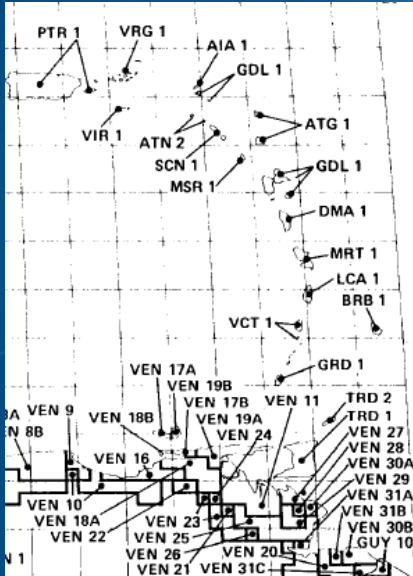 PTR 1
VRG 1
AIA 1
GDL 1
VIR 1
ATN 2
SCN 1
MSR 1
ATG 1
GDL 1
DMA 1
MRT 1
LCA 1
BRB 1
VCT 1
GRD 1
VEN 17A
VEN 19B
VEN 17B
VEN 11
VEN 9
VEN 18B
VEN 19A
TRD 2
8B
VEN 24
TRD 1
VEN 16
VEN 27
VEN 28
VEN 30A
VEN 29
VEN 10
VEN 31A
VEN 18A
VEN 23
VEN 31B
VEN 22
VEN 25
VEN 30B
VEN 26
VEN 20
GUY 10
VEN 21
VEN 31C